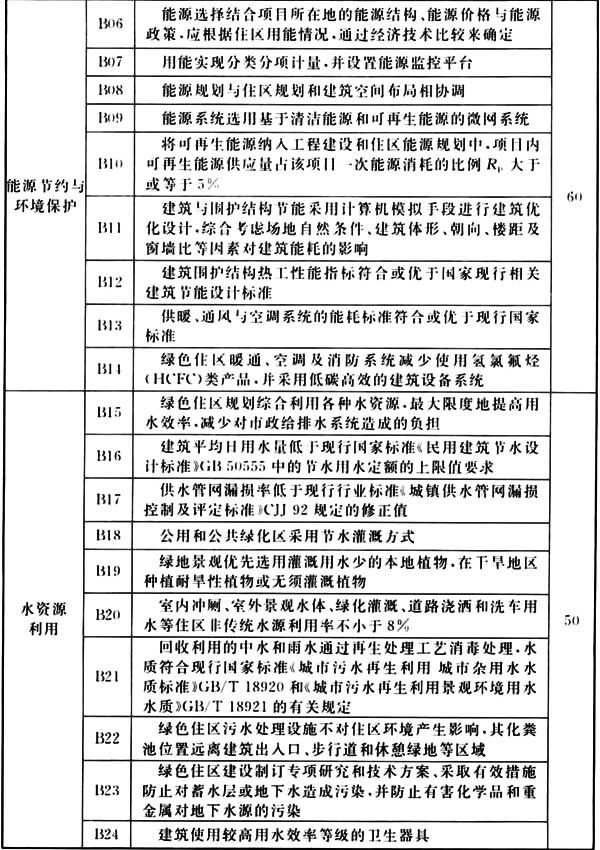 B06 能源选择结合项目所在地的能源结构、能源价格与能源
政策,应根据住区用能情况,通过经济技术比较来确定
B07 用能实现分类分项计量,并设置能源监控平台
B08 能源规划与住区规划和建筑空间布局相协调
B09 能源系统选用基于清洁能源和可再生能源的微网系统
能源节约与
环境保护
B10 将可再生能源纳入工程建设和住区能源规划中,项目内
可再生能源供应量占该项目一次能源消耗的比例 Rp 大于
或等于 5%
60
B11 建筑与围护结构节能采用计算机模拟手段进行建筑优
化设计,综合考虑场地自然条件、建筑体形、朝向、楼距及
窗墙比等因素对建筑能耗的影响
B12 建筑围护结构热工性能指标符合或优于国家现行相关
建筑节能设计标准
B13 供暖、通风与空调系统的能耗标准符合或优于现行国家
标准
B14 绿色住区暖通、空调及消防系统减少使用氢氯氟烃
(HCFC)类产品,并采用低碳高效的建筑设备系统
B15 绿色住区规划综合利用各种水资源,最大限度地提高用
水效率,减少对市政给排水系统造成的负担
B16 建筑平均日用水量低于现行国家标准《民用建筑节水设
计标准》GB 50555 中的节水用水定额的上限值要求
B17 供水管网漏损率低于现行行业标准《城镇供水管网漏损
控制及评定标准》CJJ 92 规定的修正值
B18 公用和公共绿化区采用节水灌溉方式
B19 绿地景观优先选用灌溉用水少的本地植物,在干旱地区
种植耐旱性植物或无须灌溉植物
水资源
利用
B20 室内冲厕、室外景观水体、绿化灌溉、道路浇洒和洗车用
水等住区非传统水源利用率不小于 8%
50
B21 回收利用的中水和雨水通过再生处理工艺消毒处理,水
质符合现行国家标准《城市污水再生利用 城市杂用水水
质标准》GB/T 18920 和《城市污水再生利用景观环境用水
水质》GB/T 18921 的有关规定
B22 绿色住区污水处理设施不对住区环境产生影响,其化粪
池位置远离建筑出入口、步行道和休憩绿地等区域
B23 绿色住区建设制订专项研究和技术方案、采取有效措施
防止对蓄水层或地下水造成污染,并防止有害化学品和重
金属对地下水源的污染
B24 建筑使用较高用水效率等级的卫生器具